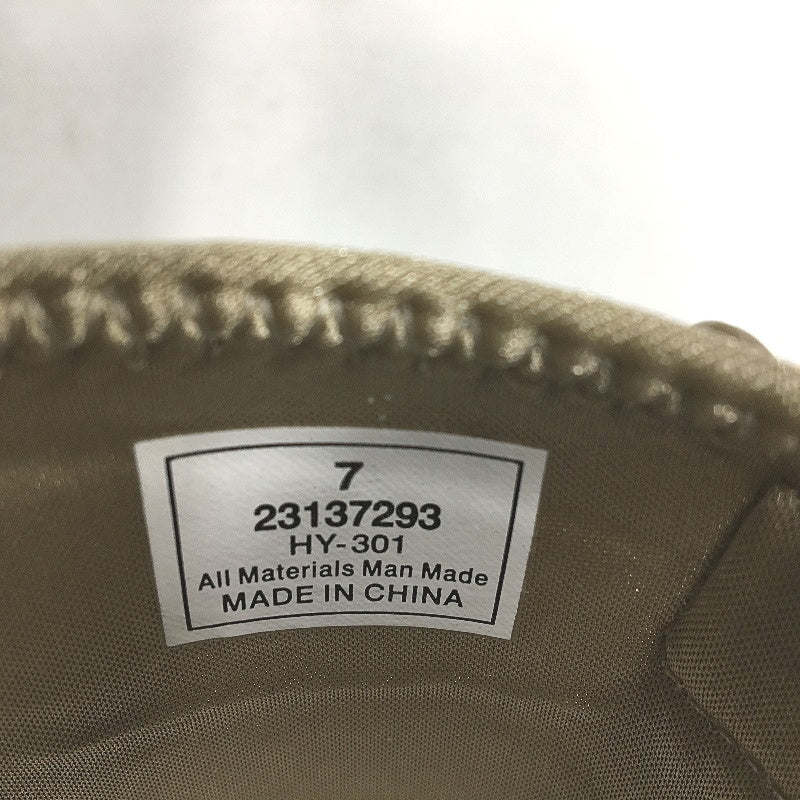 7
23137293
HY-301
All Materials Man Made
MADE IN CHINA